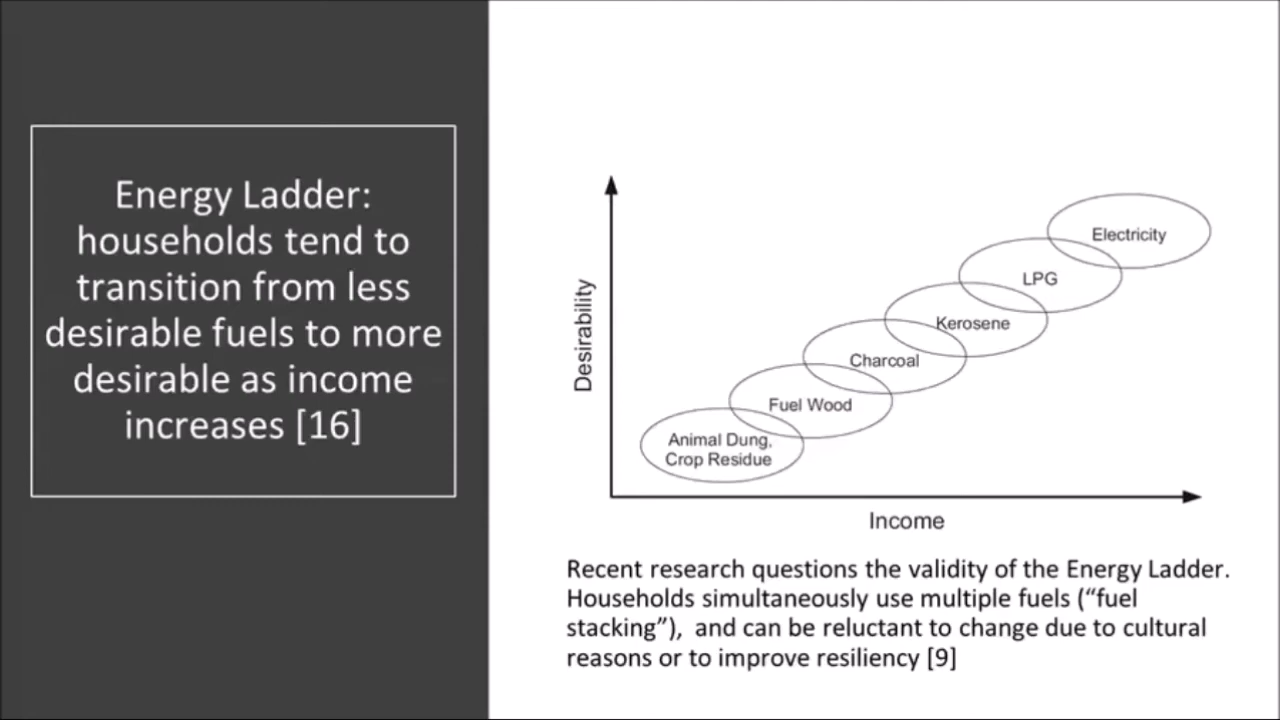 Energy Ladder:
households tend to
transition from less
desirable fuels to more
desirable as income
increases [16]
Desirability
Electricity
LPG
Kerosene
Charcoal
Fuel Wood
Animal Dung,
Crop Residue
Income
Recent research questions the validity of the Energy Ladder.
Households simultaneously use multiple fuels (“fuel
stacking”), and can be reluctant to change due to cultural
reasons or to improve resiliency [9]